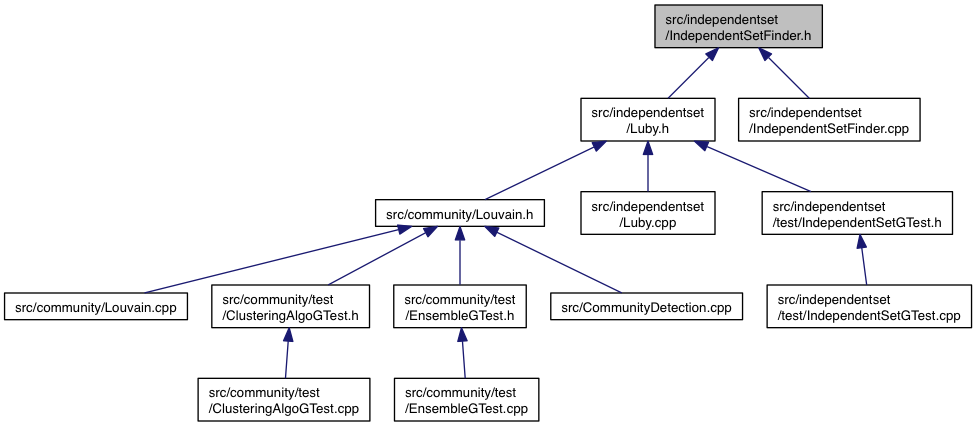 src/independentset
/IndependentSetFinder.h
src/independentset
/Luby.h
src/independentset
/IndependentSetFinder.cpp
src/community/Louvain.h
src/independentset
/Luby.cpp
src/independentset
/test/IndependentSetGTest.h
src/community/Louvain.cpp
src/community/test
/ClusteringAlgoGTest.h
src/community/test
/EnsembleGTest.h
src/CommunityDetection.cpp
src/independentset
/test/IndependentSetGTest.cpp
src/community/test
/ClusteringAlgoGTest.cpp
src/community/test
/EnsembleGTest.cpp